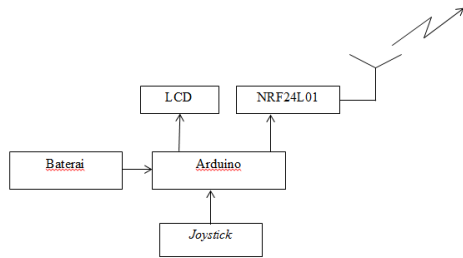 LCD
NRF24L01
Baterai
Arduino
Joystick